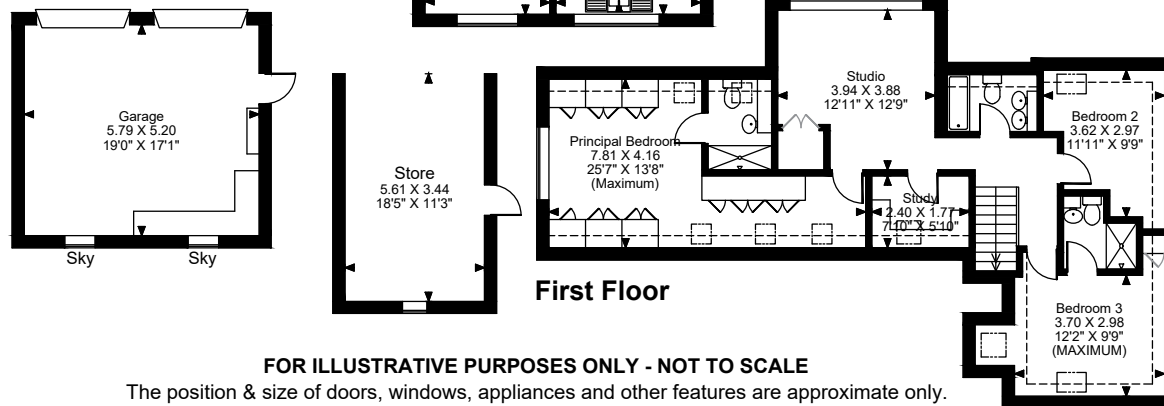 Garage
5.79 X 5.20
19'0" X 17'1"
Sky
Sky
Store
5.61 X 3.44
18'5" X 11'3"
Principal Bedroom
7.81 X 4.16
25'7" X 13'8"
(Maximum)
Studio
3.94 X 3.88
12'11" X 12'9"
Study
2.40 X 1.77
7'10" X 5'10"
Bedroom 2
3.62 X 2.97
11'11" X 9'9"
Bedroom 3
3.70 X 2.98
12'2" X 9'9"
(MAXIMUM)
First Floor
FOR ILLUSTRATIVE PURPOSES ONLY - NOT TO SCALE
The position & size of doors, windows, appliances and other features are approximate only.